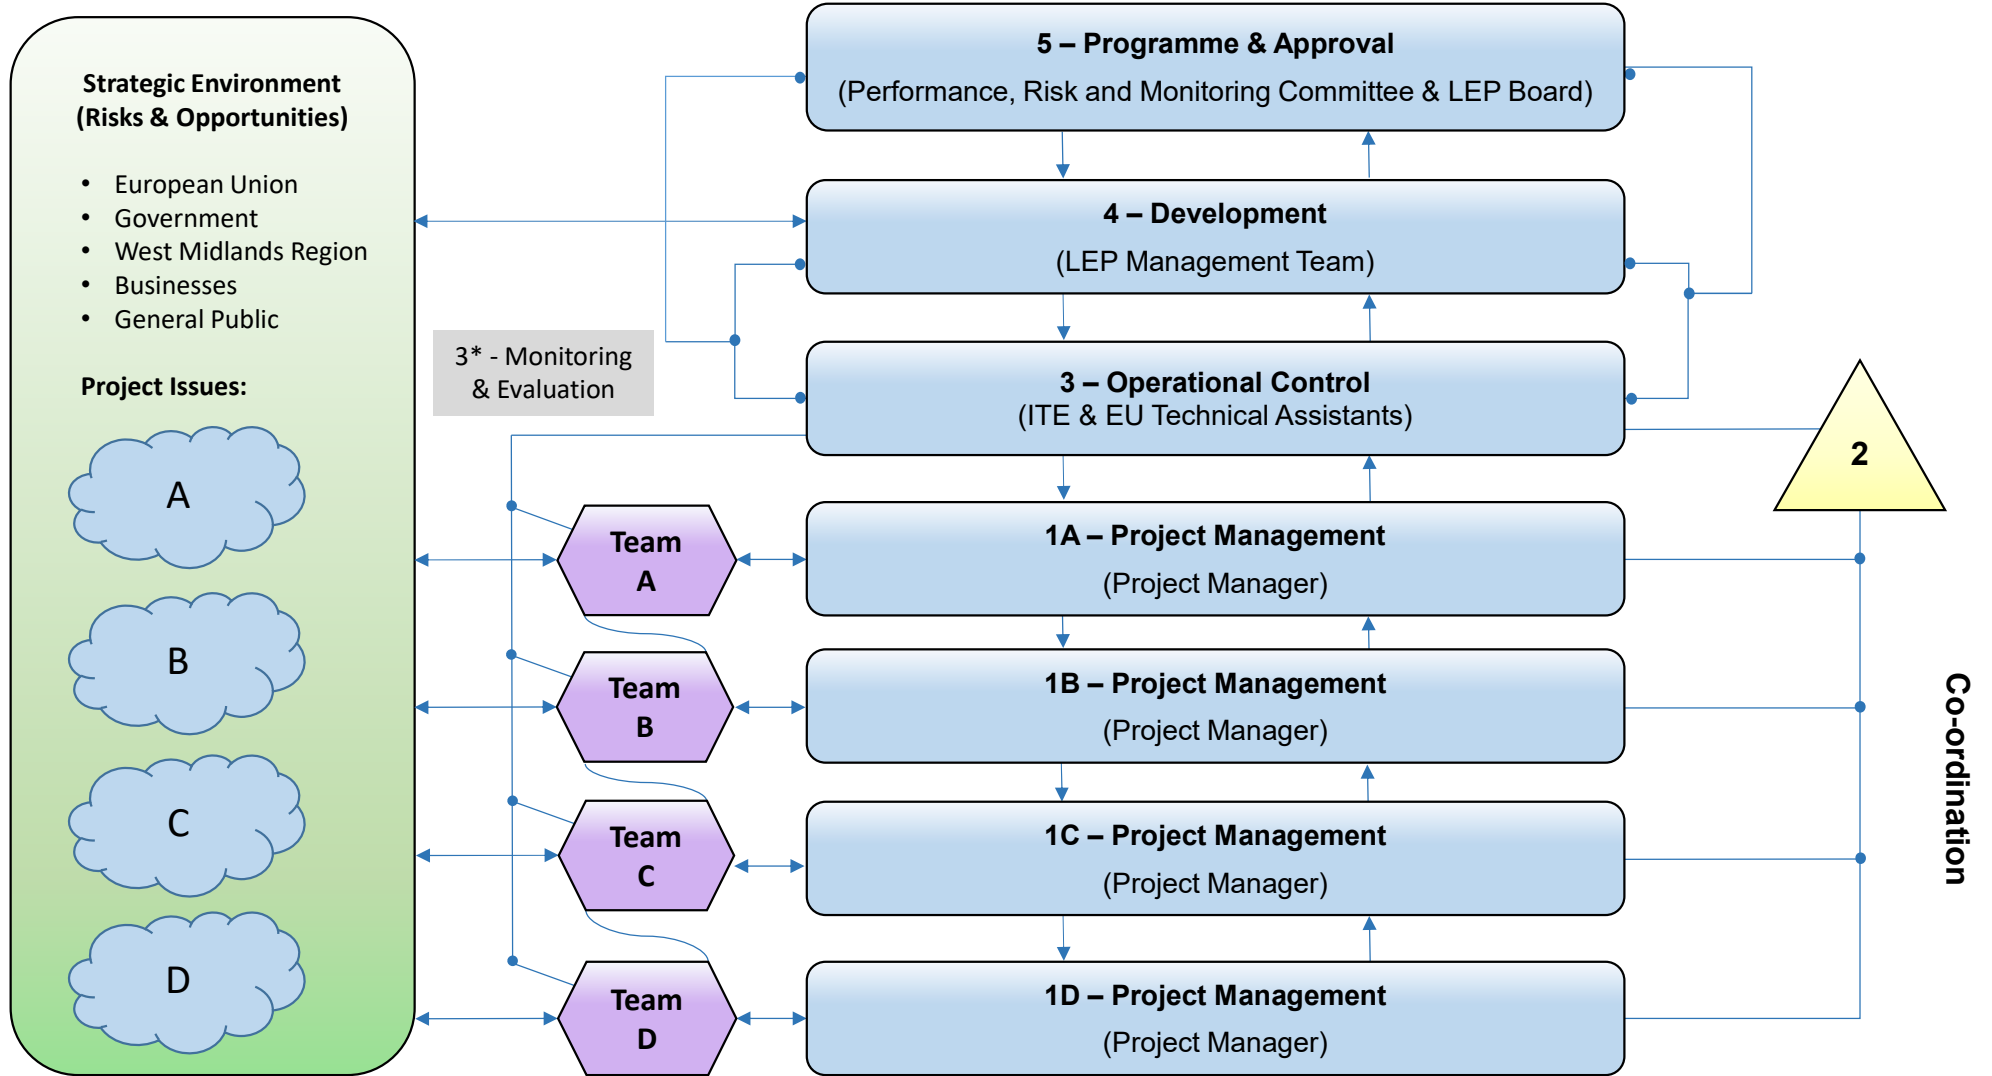 Strategic Environment
(Risks & Opportunities)
• European Union
• Government
• West Midlands Region
• Businesses
• General Public
Project Issues:
A
B
C
D
3* - Monitoring
& Evaluation
Team
A
Team
B
Team
C
Team
D
5 – Programme & Approval
(Performance, Risk and Monitoring Committee & LEP Board)
4 – Development
(LEP Management Team)
3 – Operational Control
(ITE & EU Technical Assistants)
1A – Project Management
(Project Manager)
1B – Project Management
(Project Manager)
1C – Project Management
(Project Manager)
1D – Project Management
(Project Manager)
2
Co-ordination